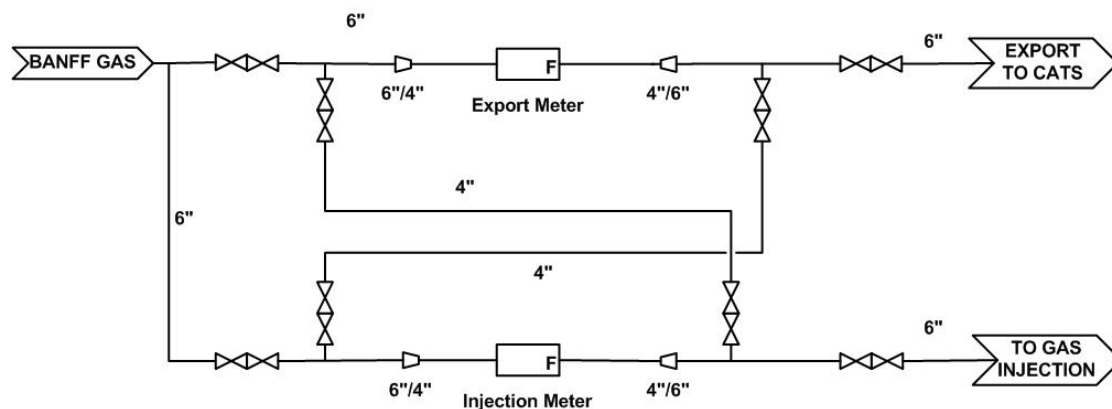 6"
BANFF GAS
6"
EXPORT
TO CATS
F
6"/4"
4"/6"
Export Meter
4"
6"
4"
6"
TO GAS
INJECTION
F
6"/4"
4"/6"
Injection Meter